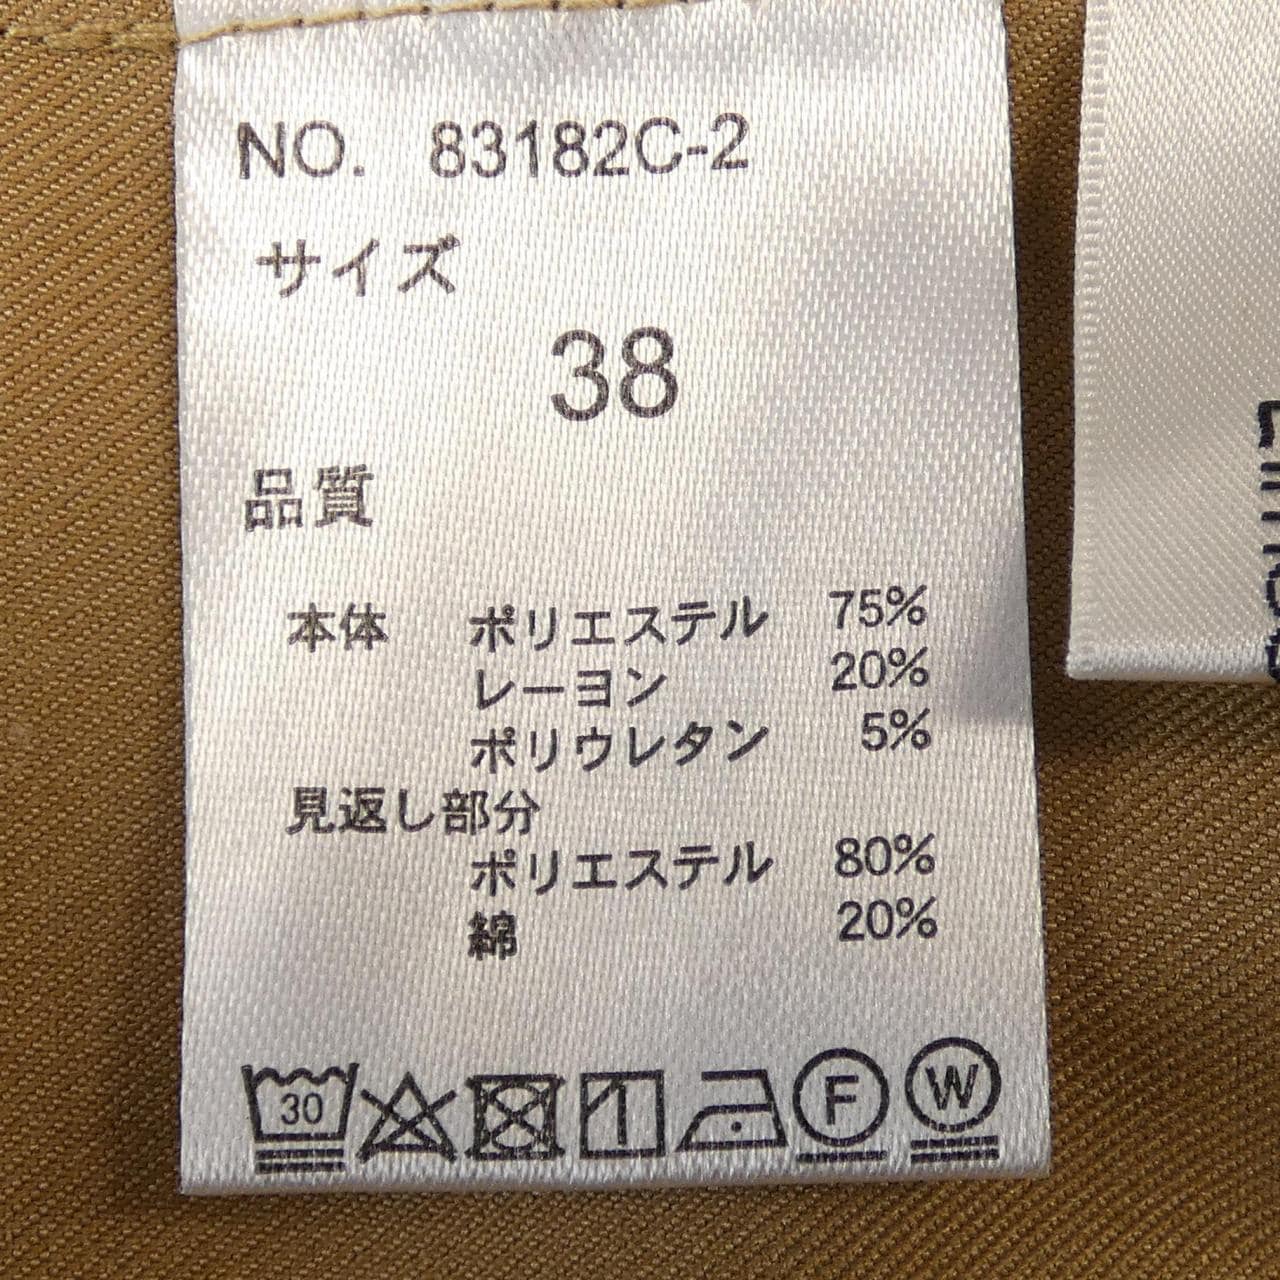 NO. 83182C-2
サイズ
38
品質
本体 ポリエステル 75%
レーヨン 20%
ポリウレタン 5%
見返し部分
ポリエステル 80%
綿 20%
30
F
W